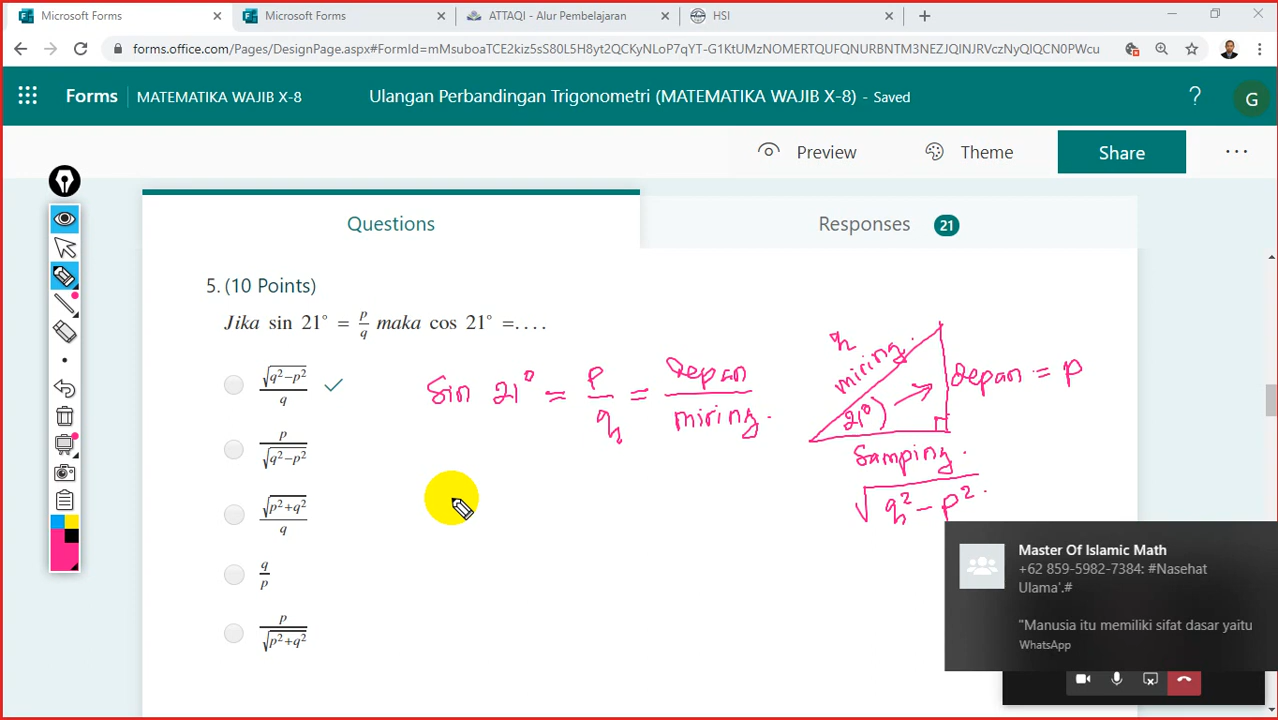 Microsoft Forms
Microsoft Forms
ATTAQI - Alur Pembelajaran
HSI
forms.office.com/Pages/DesignPage.aspx#FormId=mMsuboaTCE2kiz5sS80L5H8yt2QCKyNLoP7qYT-G1KtUMzNOMERTQUFQNURBNTM3NEZJQlNJRVczNyQlQCN0PWcu
Forms
MATEMATIKA WAJIB X-8
Ulangan Perbandingan Trigonometri (MATEMATIKA WAJIB X-8) - Saved
?
G
Preview
Theme
Share
Questions
Responses 21
5. (10 Points)
Jika sin 21° = p/q maka cos 21° =....
√(q²−p²)/q
p/√(q²−p²)
√(p²+q²)/q
q/p
p/√(p²+q²)
Sin 21° = p/q = depan/miring.
q
miring.
21°
depan = p
Samping.
√(q²−p²).
Master Of Islamic Math
+62 859-5982-7384: #Nasehat
Ulama'.#
"Manusia itu memiliki sifat dasar yaitu
WhatsApp